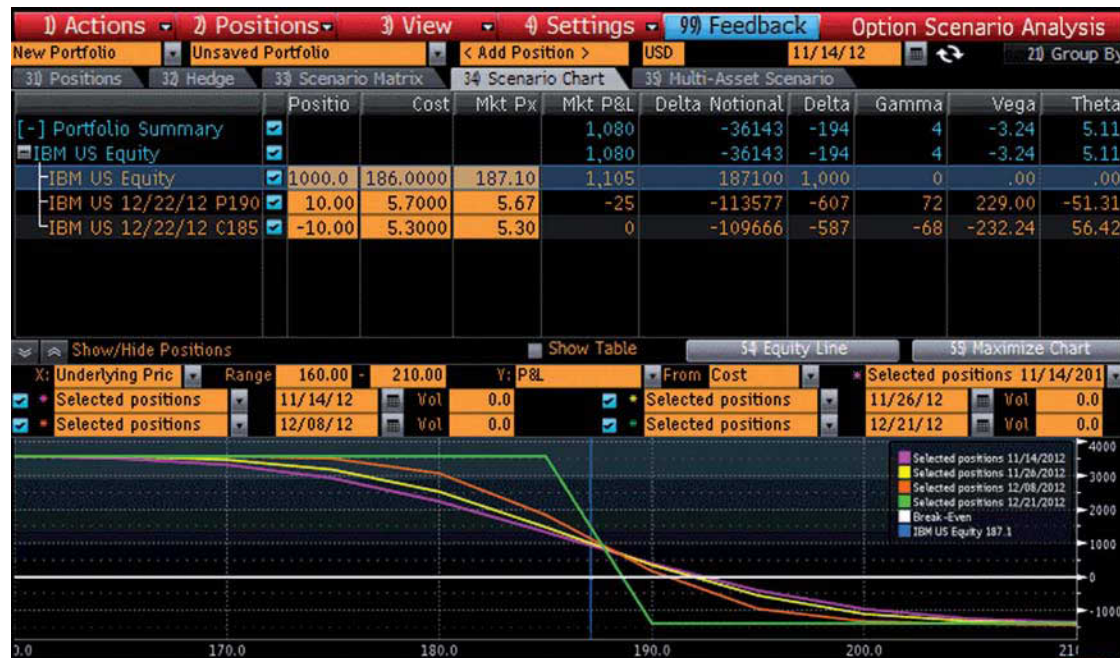 1) Actions 2) Positions 3) View 4) Settings 99) Feedback Option Scenario Analysis
New Portfolio Unsaved Portfolio < Add Position > USD 11/14/12 21) Group By
31) Positions 32) Hedge 33) Scenario Matrix 34) Scenario Chart 35) Multi-Asset Scenario
Positio Cost Mkt Px Mkt P&L Delta Notional Delta Gamma Vega Theta
[-] Portfolio Summary 1,080 -36143 -194 4 -3.24 5.11
IBM US Equity 1,080 -36143 -194 4 -3.24 5.11
IBM US Equity 1000.0 186.0000 187.10 1,105 187100 1,000 0 .00 .00
IBM US 12/22/12 P190 10.00 5.7000 5.67 -25 -113577 -607 72 229.00 -51.31
IBM US 12/22/12 C185 -10.00 5.3000 5.30 0 -109666 -587 -68 -232.24 56.42
Show/Hide Positions Show Table 54) Equity Line 55) Maximize Chart
X: Underlying Pric Range 160.00 - 210.00 Y: P&L From Cost Selected positions 11/14/201
Selected positions 11/14/12 Vol 0.0 Selected positions 11/26/12 Vol 0.0
Selected positions 12/08/12 Vol 0.0 Selected positions 12/21/12 Vol 0.0
Selected positions 11/14/2012
Selected positions 11/26/2012
Selected positions 12/08/2012
Selected positions 12/21/2012
Break-Even
IBM US Equity 187.1
4000
3000
2000
1000
0
-1000
0.0 170.0 180.0 190.0 200.0 21